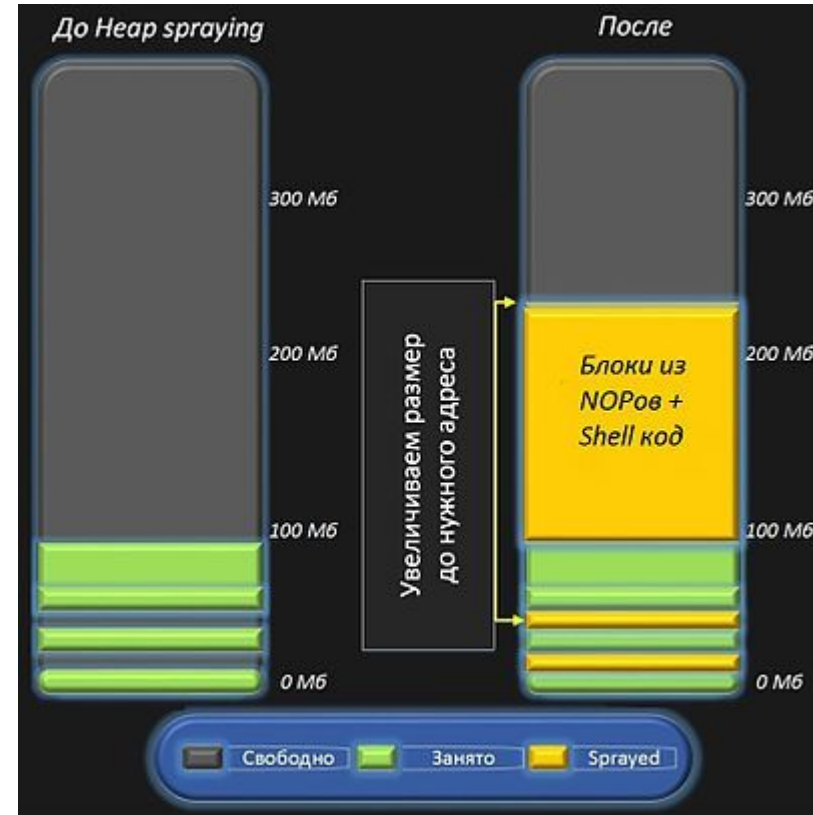 До Heap spraying
После
300 Мб
300 Мб
200 Мб
200 Мб
Увеличиваем размер
до нужного адреса
Блоки из
NOPов +
Shell код
100 Мб
100 Мб
0 Мб
0 Мб
Свободно
Занято
Sprayed